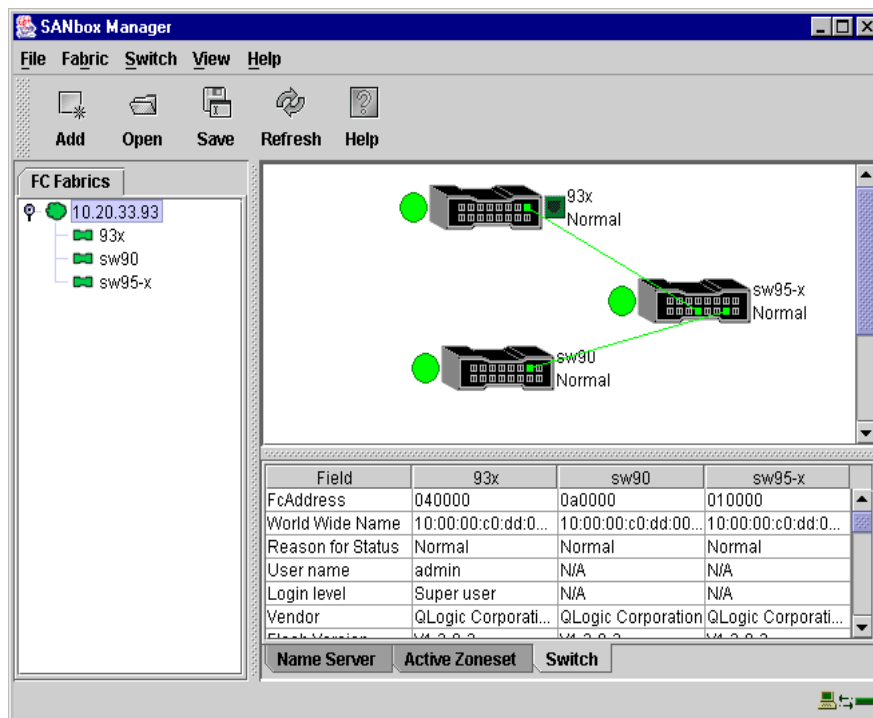 SANbox Manager
File Fabric Switch View Help
Add Open Save Refresh Help
FC Fabrics
10.20.33.93
93x
sw90
sw95-x
93x
Normal
sw95-x
Normal
sw90
Normal
Field 93x sw90 sw95-x
FcAddress 040000 0a0000 010000
World Wide Name 10:00:00:c0:dd:0... 10:00:00:c0:dd:00... 10:00:00:c0:dd:0...
Reason for Status Normal Normal Normal
User name admin N/A N/A
Login level Super user N/A N/A
Vendor QLogic Corporati... QLogic Corporation QLogic Corporati...
Name Server Active Zoneset Switch